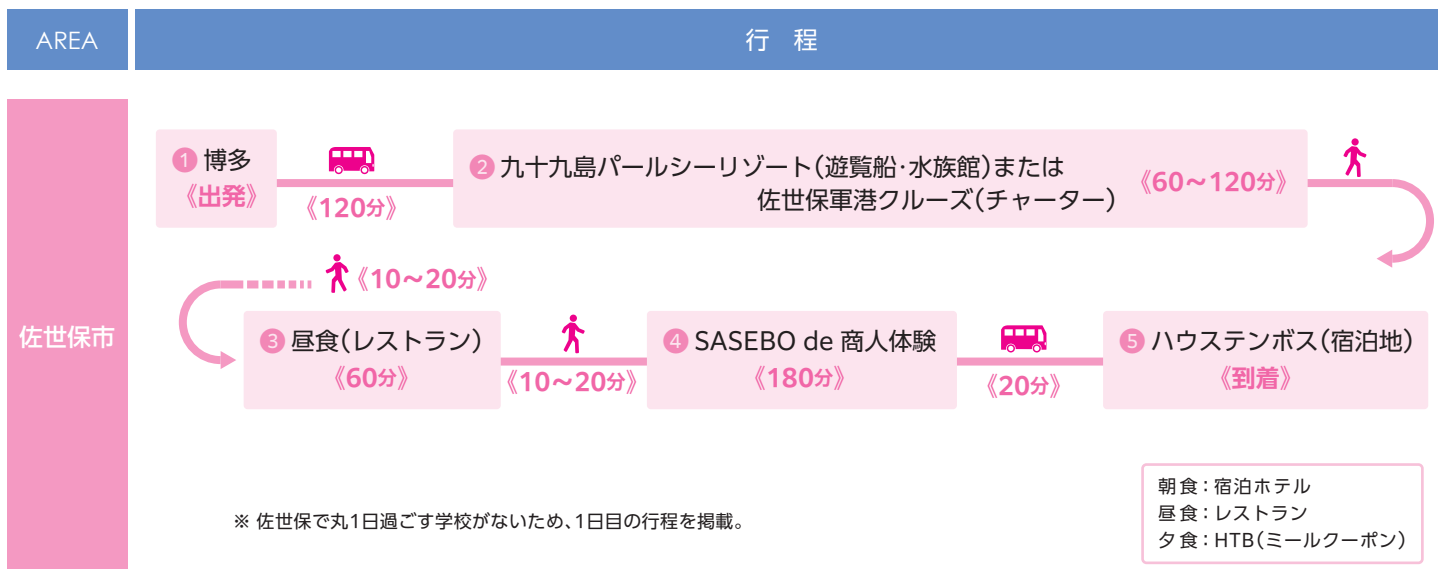 AREA
行 程
佐世保市
❶ 博多
《出発》
《120分》
❷ 九十九島パールシーリゾート(遊覧船・水族館)または
佐世保軍港クルーズ(チャーター)
《60～120分》
《10～20分》
❸ 昼食(レストラン)
《60分》
《10～20分》
❹ SASEBO de 商人体験
《180分》
《20分》
❺ ハウステンボス(宿泊地)
《到着》
※ 佐世保で丸1日過ごす学校がないため、1日目の行程を掲載。
朝食：宿泊ホテル
昼食：レストラン
夕食：HTB(ミールクーポン)